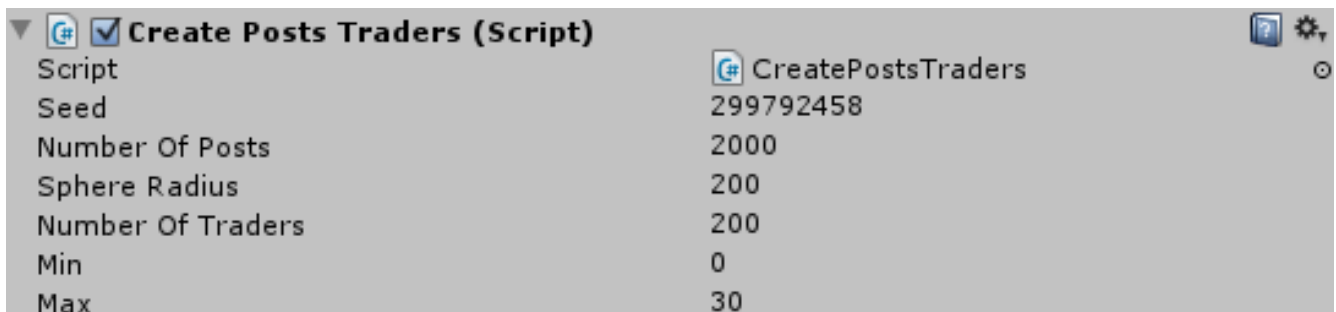 Create Posts Traders (Script)
Script CreatePostsTraders
Seed 299792458
Number Of Posts 2000
Sphere Radius 200
Number Of Traders 200
Min 0
Max 30